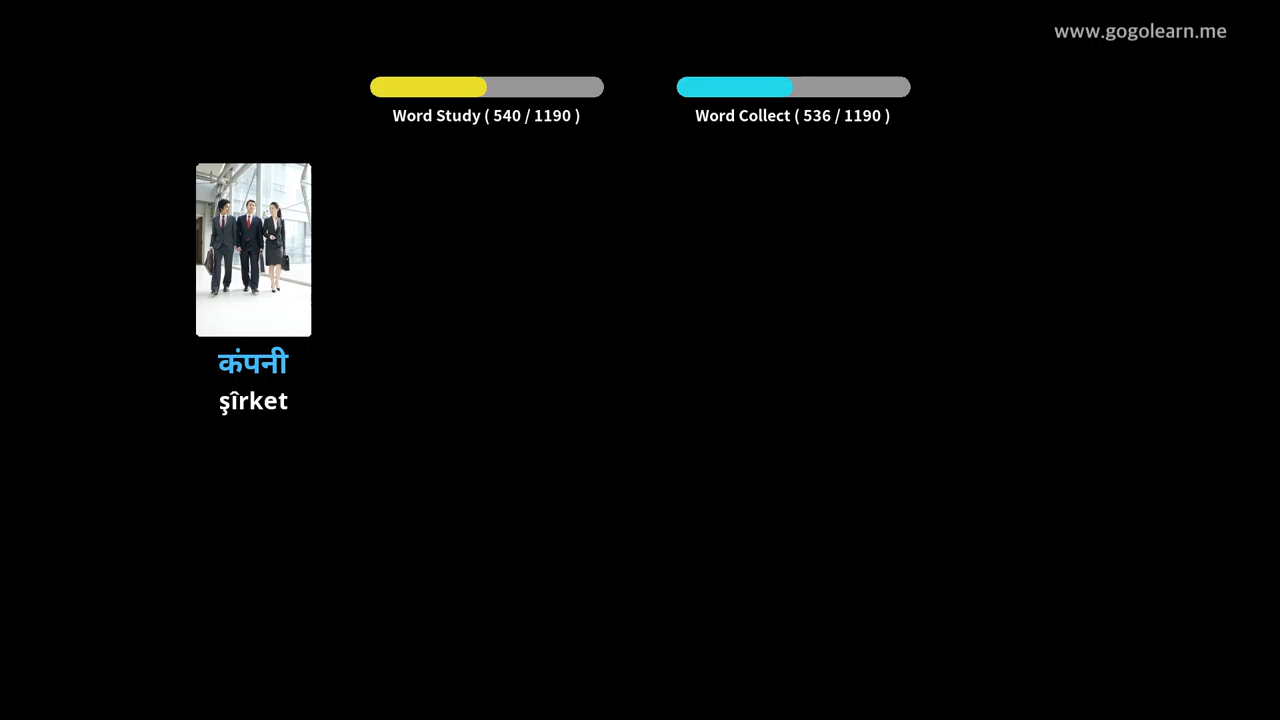 www.gogolearn.me
Word Study ( 540 / 1190 )
Word Collect ( 536 / 1190 )
कंपनी
şîrket